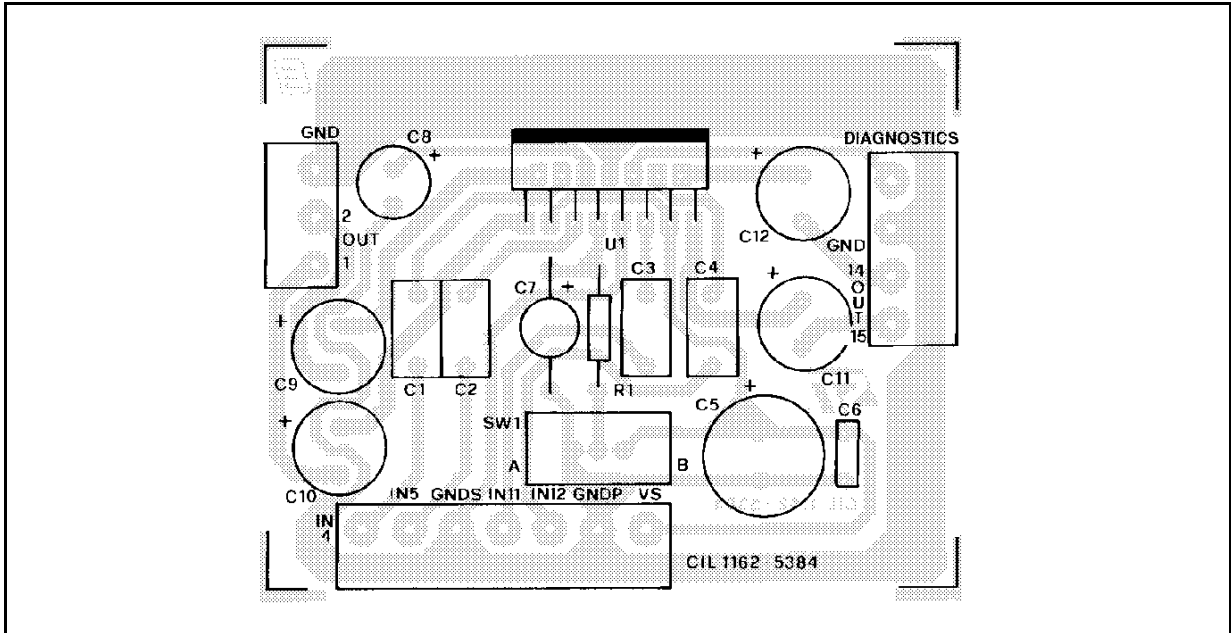 GND
C8
+
DIAGNOSTICS
+
2
OUT
1
U1
C12
GND
14
OUT
15
C3
C4
+
C7
+
+
C9
C1
C2
R1
C11
+
C5
C6
SW1
+
A
B
C10
IN5 GNDS IN11 IN12 GNDP VS
IN
4
CIL 1162 5384